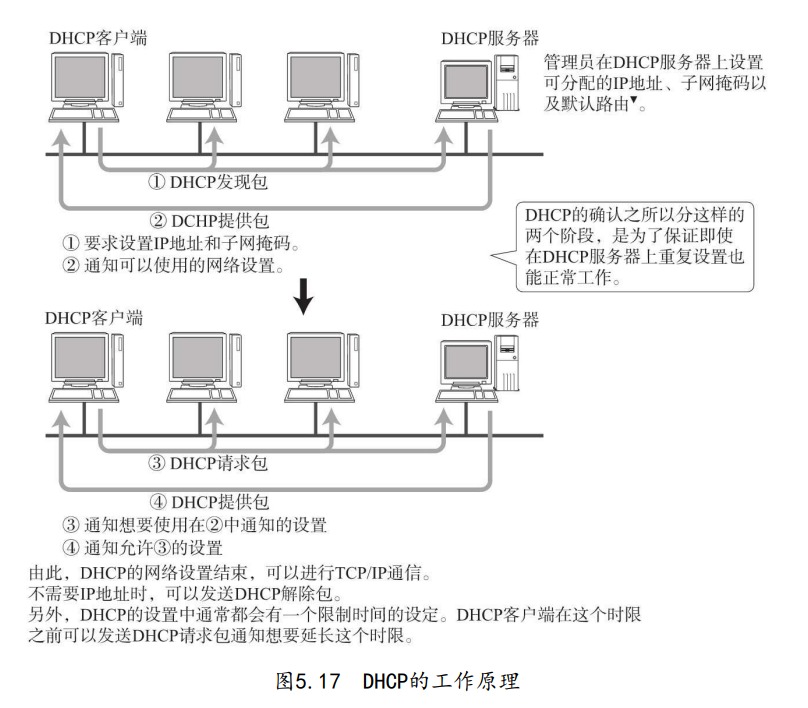 DHCP客户端
DHCP服务器
管理员在DHCP服务器上设置
可分配的IP地址、子网掩码以
及默认路由▼。
① DHCP发现包
② DCHP提供包
① 要求设置IP地址和子网掩码。
② 通知可以使用的网络设置。
DHCP的确认之所以分这样的
两个阶段，是为了保证即使
在DHCP服务器上重复设置也
能正常工作。
DHCP客户端
DHCP服务器
③ DHCP请求包
④ DHCP提供包
③ 通知想要使用在②中通知的设置
④ 通知允许③的设置
由此，DHCP的网络设置结束，可以进行TCP/IP通信。
不需要IP地址时，可以发送DHCP解除包。
另外，DHCP的设置中通常都会有一个限制时间的设定。DHCP客户端在这个时限
之前可以发送DHCP请求包通知想要延长这个时限。
图5.17 DHCP的工作原理